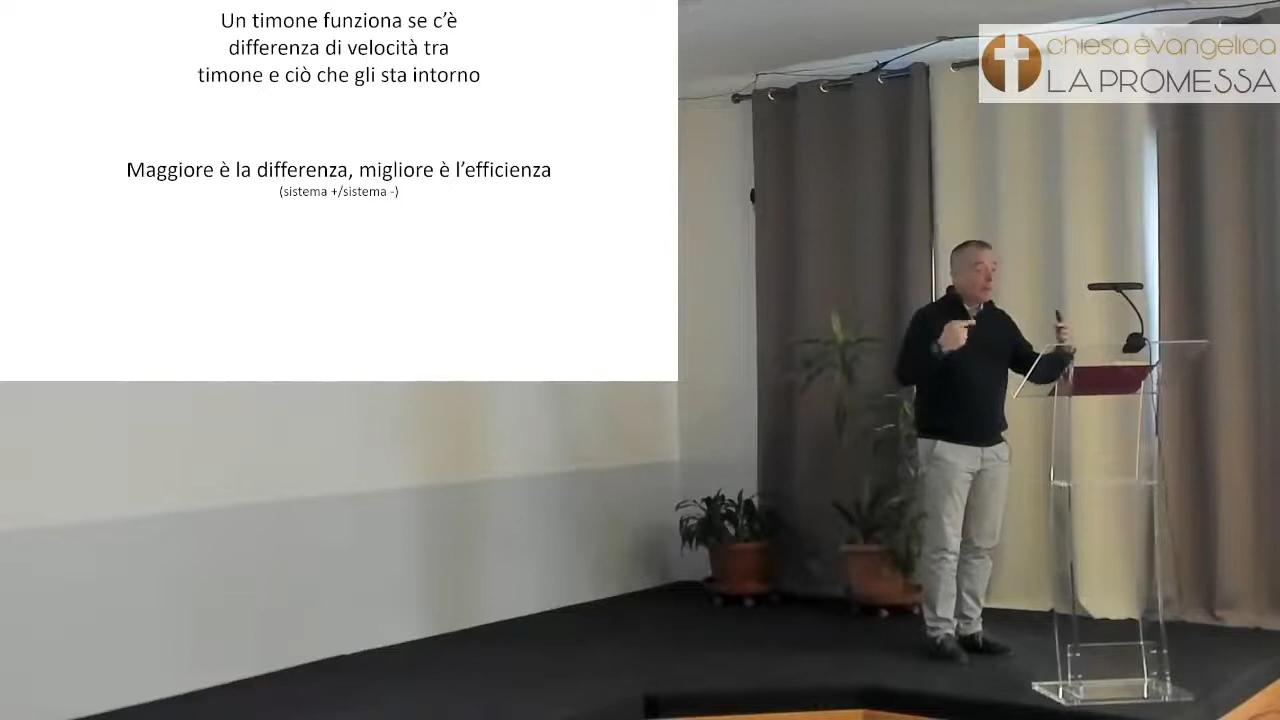 Un timone funziona se c’è
differenza di velocità tra
timone e ciò che gli sta intorno
Maggiore è la differenza, migliore è l’efficienza
(sistema +/sistema -)
chiesa evangelica
LA PROMESSA